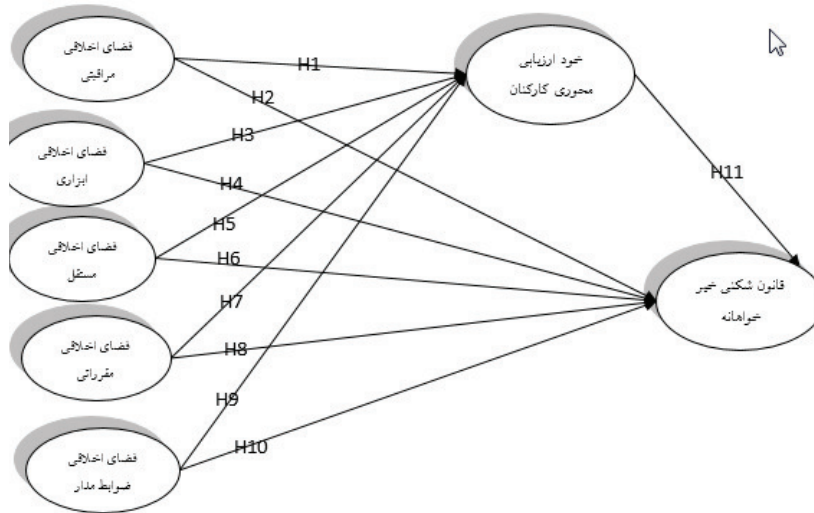 فضای اخلاقی
مراقبتی
خود ارزیابی
محوری کارکنان
H1
H2
H3
فضای اخلاقی
ابزاری
H4
H11
H5
فضای اخلاقی
مستقل
H6
قانون شکنی خیر
خواهانه
H7
فضای اخلاقی
مقرراتی
H8
H9
H10
فضای اخلاقی
ضوابط مدار